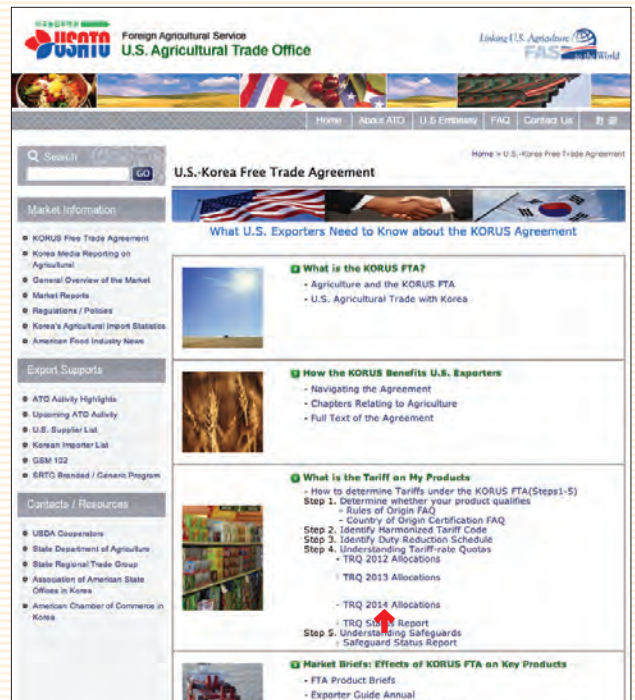 USATO
Foreign Agricultural Service
U.S. Agricultural Trade Office
Linking U.S. Agriculture
FAS to the World
Home About ATO U.S Embassy FAQ Contact Us 한글
Search
GO
Home > U.S.-Korea Free Trade Agreement
U.S.-Korea Free Trade Agreement
What U.S. Exporters Need to Know about the KORUS Agreement
Market Information
KORUS Free Trade Agreement
Korea Media Reporting on
Agricultural
General Overview of the Market
Market Reports
Regulations / Policies
Korea's Agricultural Import Statistics
American Food Industry News
Export Supports
ATO Activity Highlights
Upcoming ATO Activity
U.S. Supplier List
Korean Importer List
GSM 102
SRTG Branded / Generic Program
Contacts / Resources
USDA Cooperators
State Department of Agriculture
State Regional Trade Group
Association of American State
Offices in Korea
American Chamber of Commerce in
Korea
What is the KORUS FTA?
- Agriculture and the KORUS FTA
- U.S. Agricultural Trade with Korea
How the KORUS Benefits U.S. Exporters
- Navigating the Agreement
- Chapters Relating to Agriculture
- Full Text of the Agreement
What is the Tariff on My Products
- How to determine Tariffs under the KORUS FTA(Steps1-5)
Step 1. Determine whether your product qualifies
- Rules of Origin FAQ
- Country of Origin Certification FAQ
Step 2. Identify Harmonized Tariff Code
Step 3. Identify Duty Reduction Schedule
Step 4. Understanding Tariff-rate Quotas
- TRQ 2012 Allocations
- TRQ 2013 Allocations
- TRQ 2014 Allocations
- TRQ Status Report
Step 5. Understanding Safeguards
- Safeguard Status Report
Market Briefs: Effects of KORUS FTA on Key Products
- FTA Product Briefs
- Exporter Guide Annual